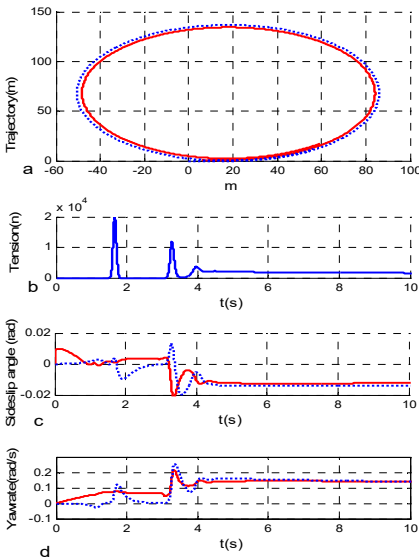 150
100
50
0
Trajectory(m)
a
-60 -40 -20 0 20 40 60 80 100
m
x 10^4
2
1
0
Tension(n)
b
0 2 4 6 8 10
t(s)
0.02
0
-0.02
Sideslip angle (rad)
c
0 2 4 6 8 10
t(s)
0.2
0.1
0
-0.1
Yawrate(rad/s)
d
0 2 4 6 8 10
t(s)